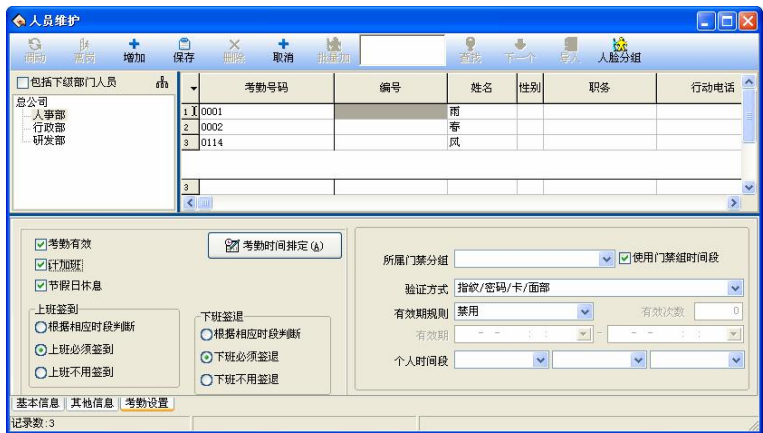 人员维护
调动 离岗 增加 保存 删除 取消 批量加 查找 下一个 导入 人脸分组
包括下级部门人员
总公司
人事部
行政部
研发部
考勤号码 编号 姓名 性别 职务 行动电话
1 0001 雨
2 0002 春
3 0114 风
3
考勤有效
计加班
节假日休息
考勤时间排定(A)
上班签到
根据相应时段判断
上班必须签到
上班不用签到
下班签退
根据相应时段判断
下班必须签退
下班不用签退
所属门禁分组 使用门禁组时间段
验证方式 指纹/密码/卡/面部
有效期规则 禁用 有效次数 0
有效期 - - : : - - - : :
个人时间段
基本信息 其他信息 考勤设置
记录数:3